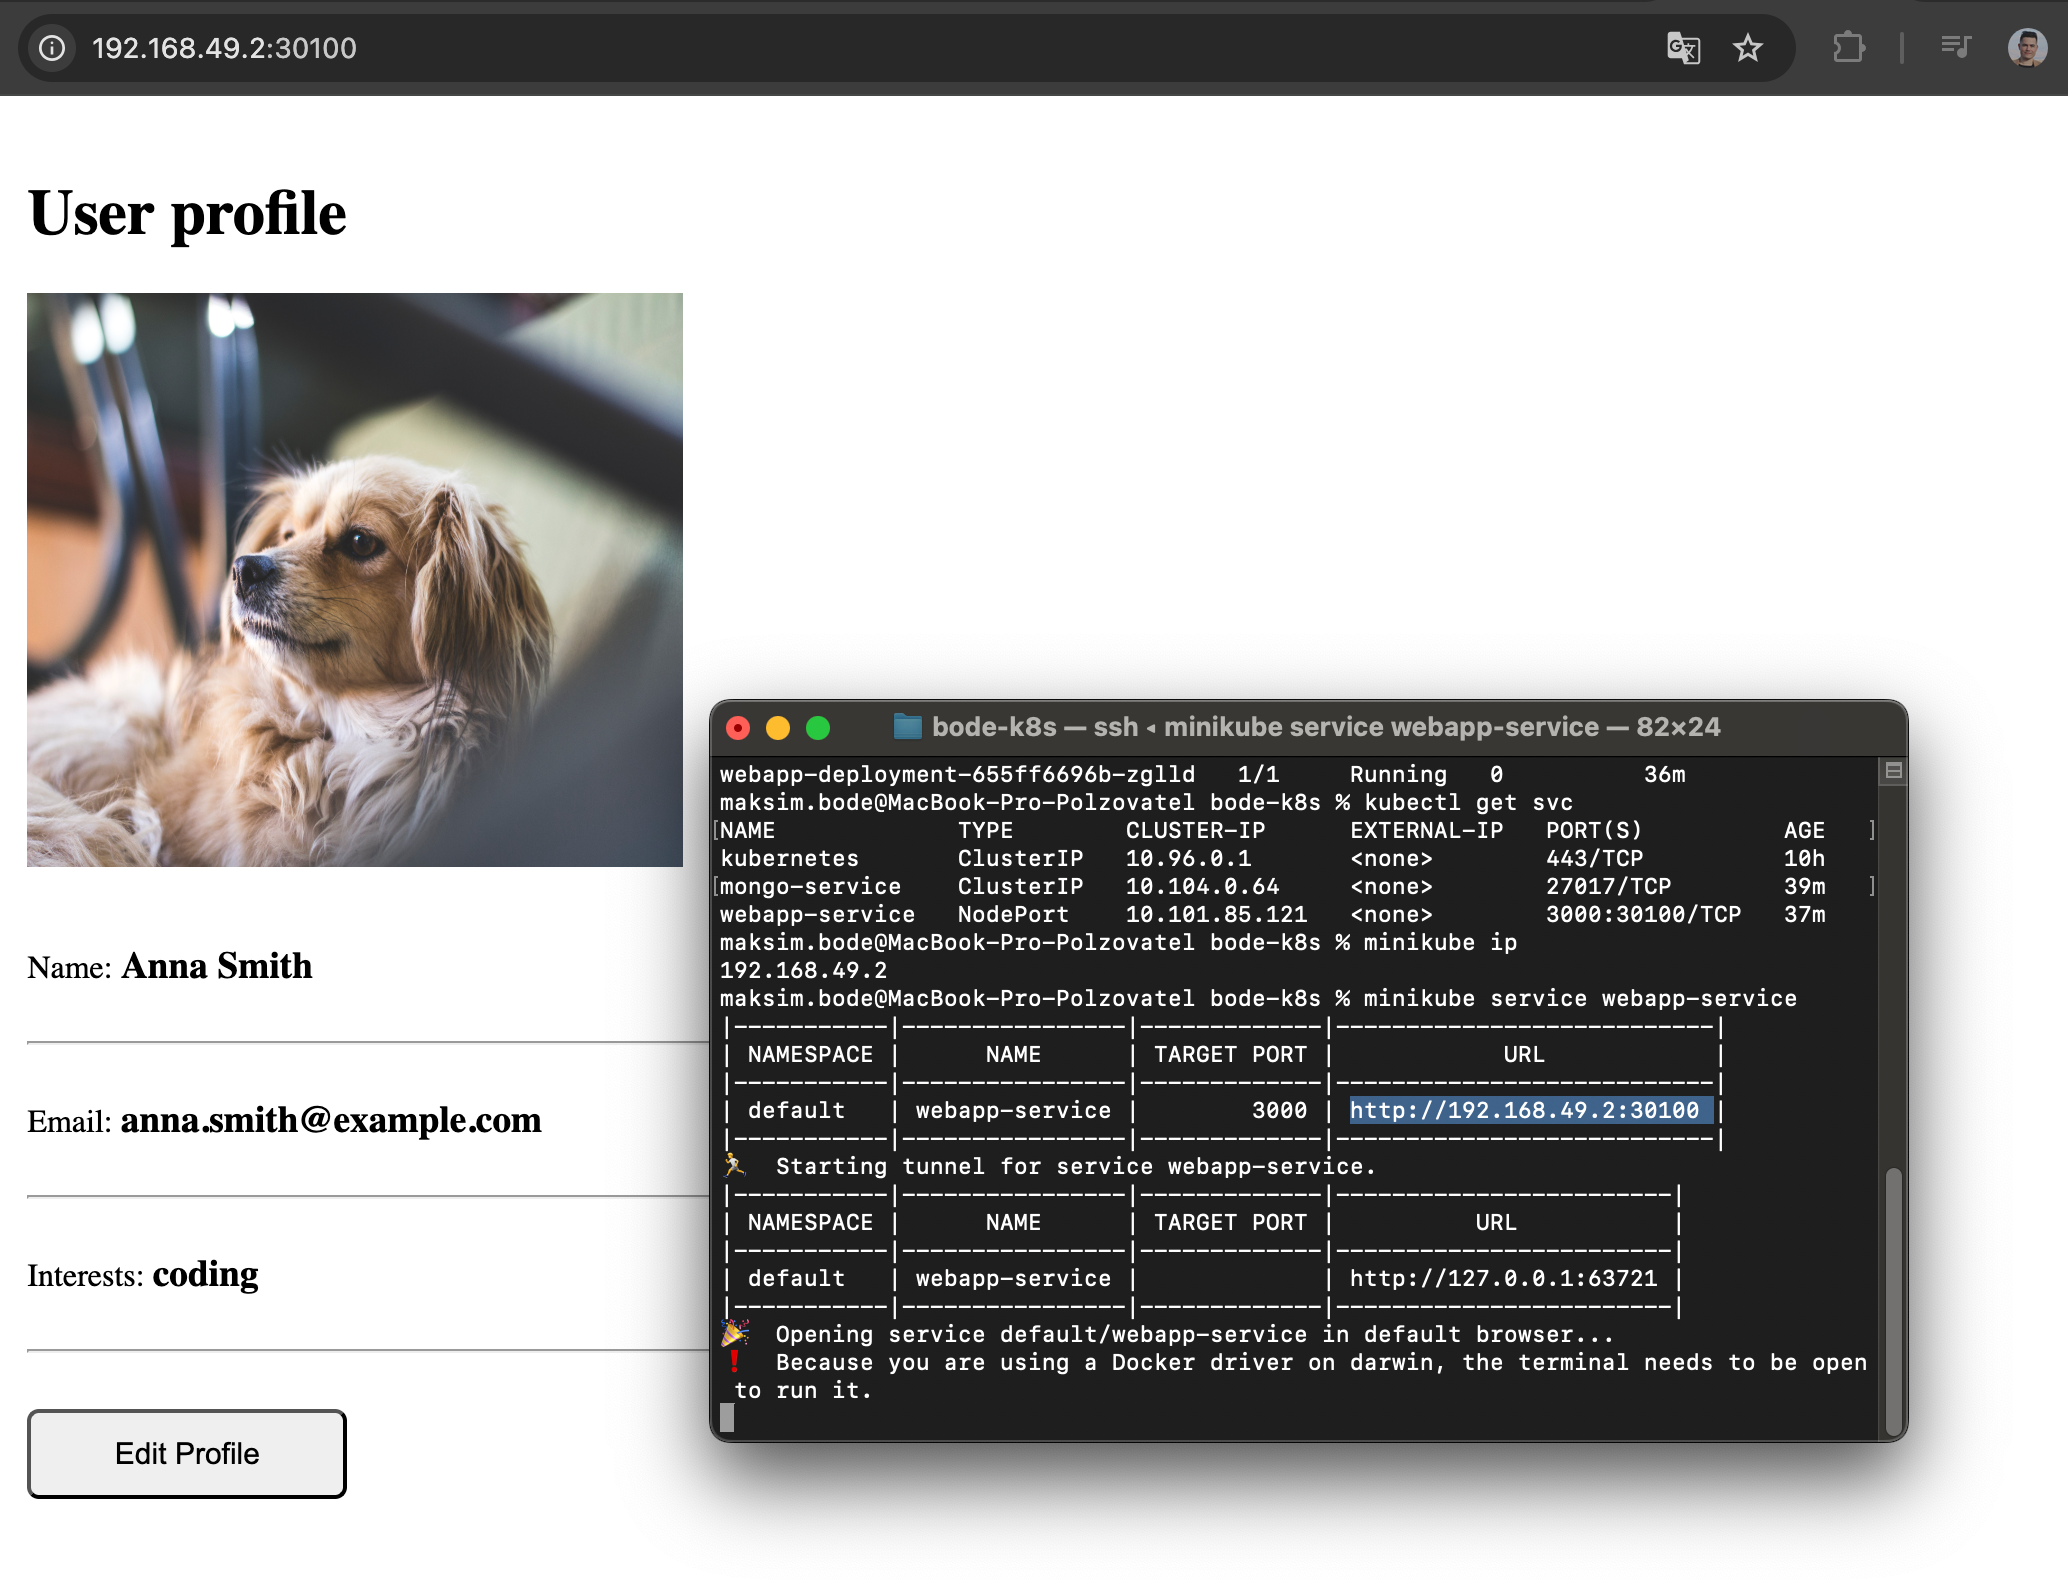 192.168.49.2:30100
User profile
Name: Anna Smith
Email: anna.smith@example.com
Interests: coding
Edit Profile
bode-k8s — ssh ◂ minikube service webapp-service — 82×24
webapp-deployment-655ff6696b-zglld   1/1     Running   0          36m
maksim.bode@MacBook-Pro-Polzovatel bode-k8s % kubectl get svc
[NAME             TYPE        CLUSTER-IP      EXTERNAL-IP   PORT(S)          AGE   ]
kubernetes       ClusterIP   10.96.0.1       <none>        443/TCP          10h
[mongo-service    ClusterIP   10.104.0.64     <none>        27017/TCP        39m   ]
webapp-service   NodePort    10.101.85.121   <none>        3000:30100/TCP   37m
maksim.bode@MacBook-Pro-Polzovatel bode-k8s % minikube ip
192.168.49.2
maksim.bode@MacBook-Pro-Polzovatel bode-k8s % minikube service webapp-service
|-----------|----------------|-------------|---------------------------|
| NAMESPACE |      NAME      | TARGET PORT |            URL            |
|-----------|----------------|-------------|---------------------------|
| default   | webapp-service |        3000 | http://192.168.49.2:30100 |
|-----------|----------------|-------------|---------------------------|
🏃  Starting tunnel for service webapp-service.
|-----------|----------------|-------------|------------------------|
| NAMESPACE |      NAME      | TARGET PORT |          URL           |
|-----------|----------------|-------------|------------------------|
| default   | webapp-service |             | http://127.0.0.1:63721 |
|-----------|----------------|-------------|------------------------|
🎉  Opening service default/webapp-service in default browser...
❗  Because you are using a Docker driver on darwin, the terminal needs to be open
to run it.